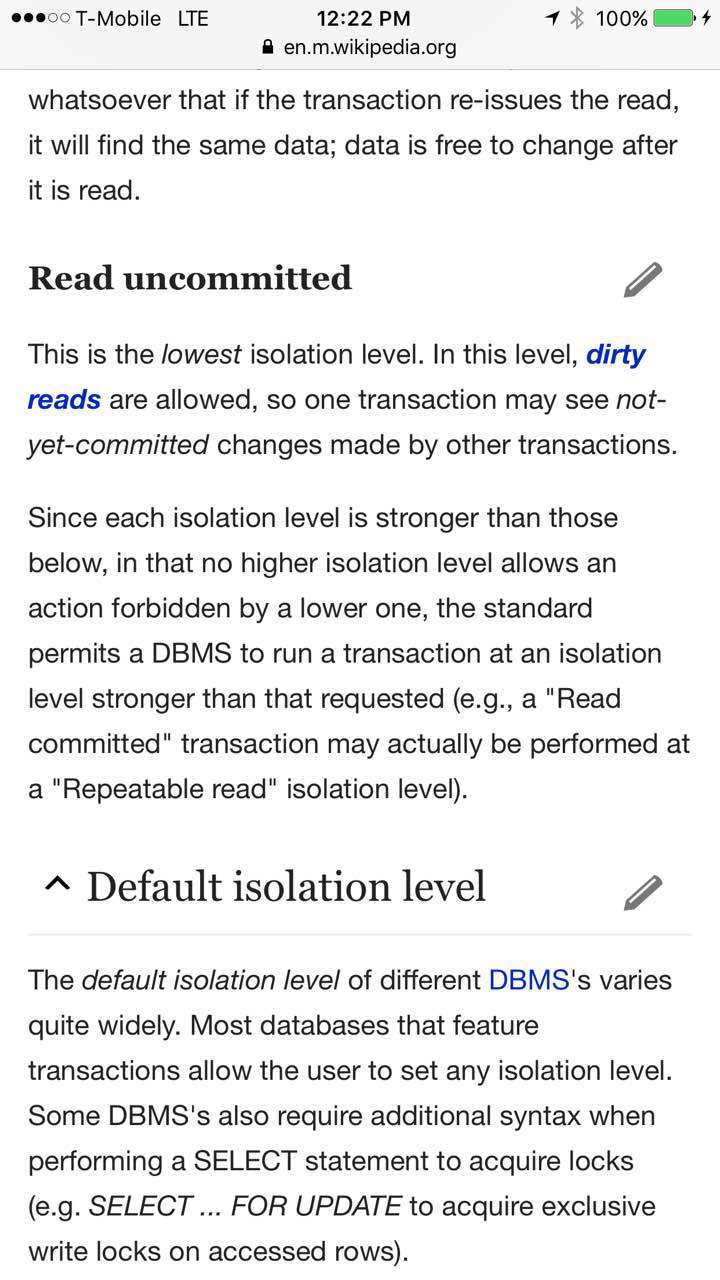 T-Mobile LTE 12:22 PM 100%
en.m.wikipedia.org
whatsoever that if the transaction re-issues the read,
it will find the same data; data is free to change after
it is read.
Read uncommitted
This is the lowest isolation level. In this level, dirty
reads are allowed, so one transaction may see not-
yet-committed changes made by other transactions.
Since each isolation level is stronger than those
below, in that no higher isolation level allows an
action forbidden by a lower one, the standard
permits a DBMS to run a transaction at an isolation
level stronger than that requested (e.g., a "Read
committed" transaction may actually be performed at
a "Repeatable read" isolation level).
Default isolation level
The default isolation level of different DBMS's varies
quite widely. Most databases that feature
transactions allow the user to set any isolation level.
Some DBMS's also require additional syntax when
performing a SELECT statement to acquire locks
(e.g. SELECT ... FOR UPDATE to acquire exclusive
write locks on accessed rows).